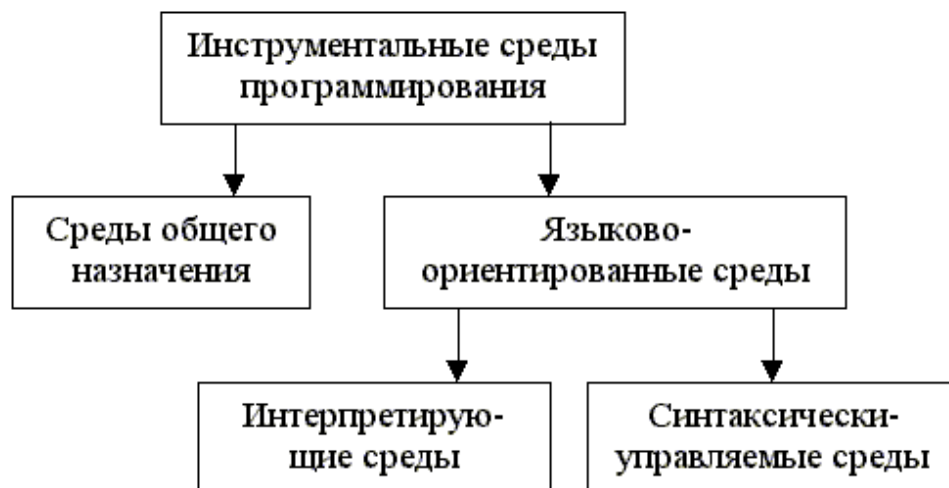 Инструментальные среды
программирования
Среды общего
назначения
Языково-
ориентированные среды
Интерпретирую-
щие среды
Синтаксически-
управляемые среды